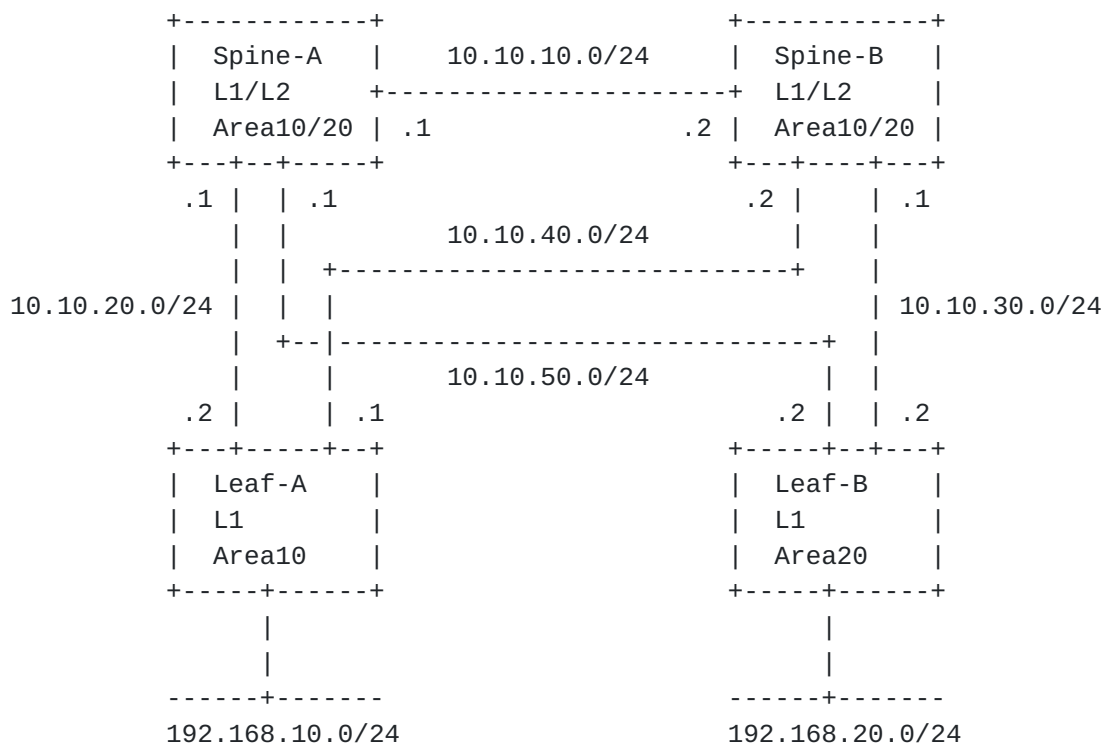 Spine-A 10.10.10.0/24 Spine-B
L1/L2 L1/L2
Area10/20 .1 .2 Area10/20
.1 .1 .2 .1
10.10.40.0/24
10.10.20.0/24 10.10.30.0/24
10.10.50.0/24
.2 .1 .2 .2
Leaf-A Leaf-B
L1 L1
Area10 Area20
192.168.10.0/24 192.168.20.0/24